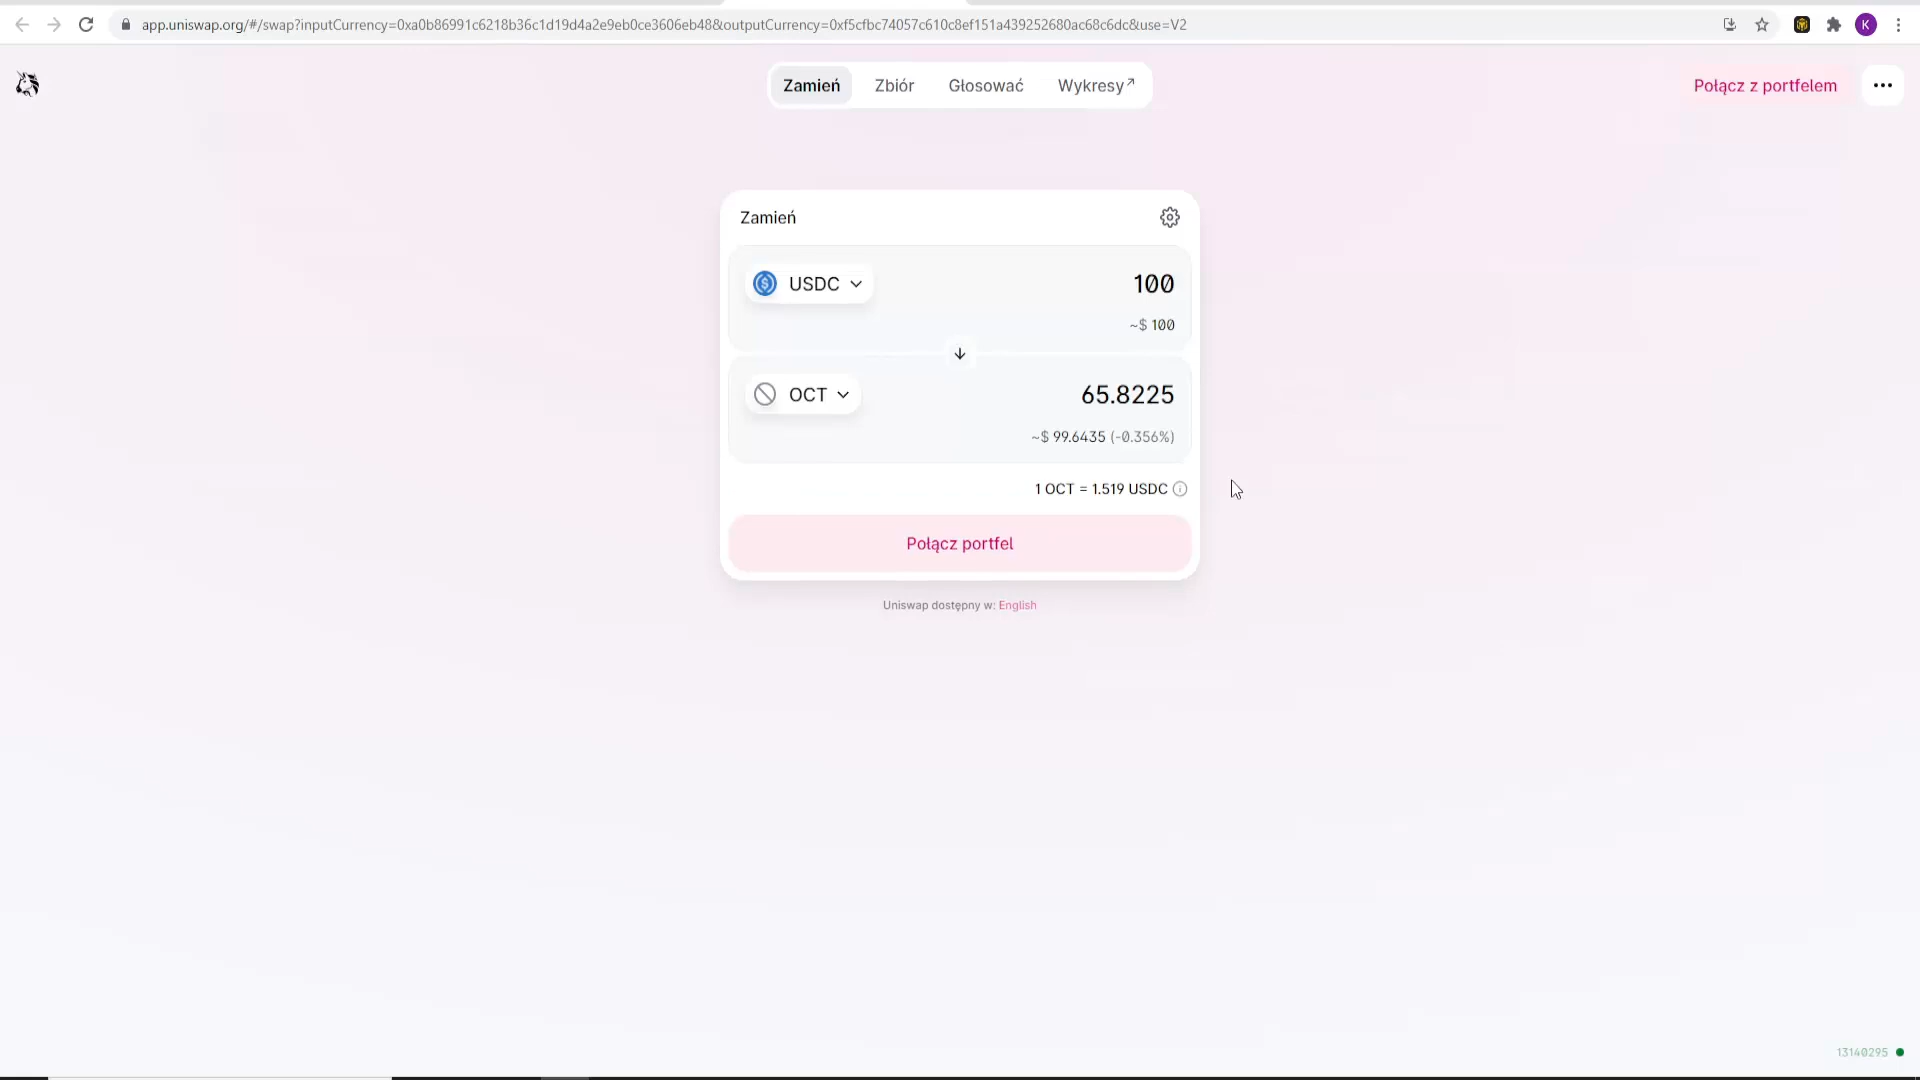 app.uniswap.org/#/swap?inputCurrency=0xa0b86991c6218b36c1d19d4a2e9eb0ce3606eb48&outputCurrency=0xf5cfbc74057c610c8ef151a439252680ac68c6dc&use=V2
K
Zamień
Zbiór
Głosować
Wykresy↗
Połącz z portfelem
Zamień
USDC
100
~$ 100
OCT
65.8225
~$ 99.6435 (-0.356%)
1 OCT = 1.519 USDC
Połącz portfel
Uniswap dostępny w: English
13140295